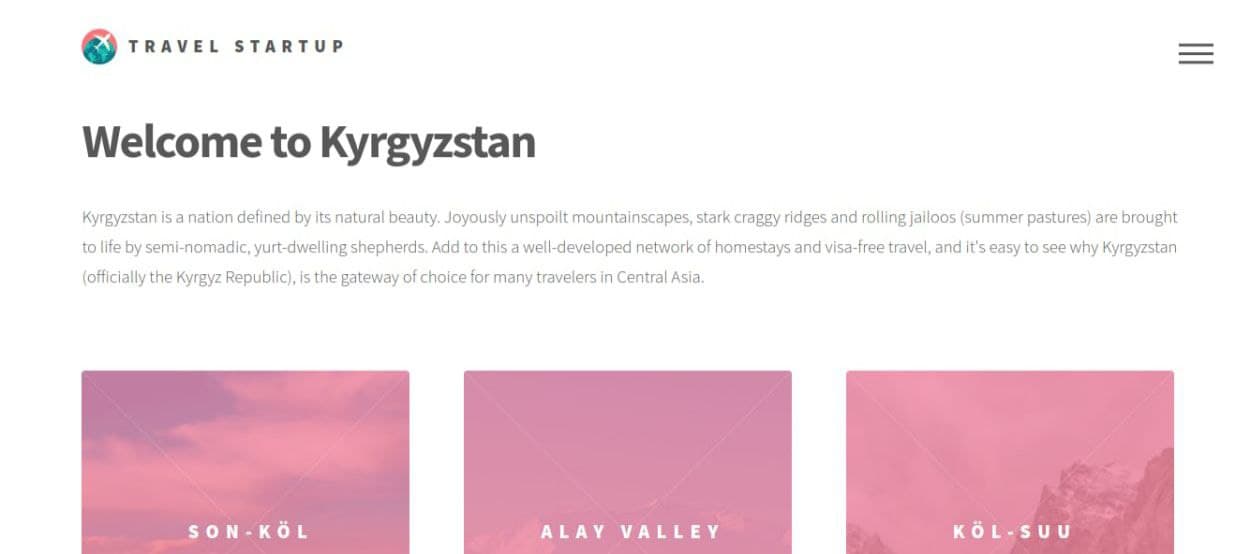 TRAVEL STARTUP
Welcome to Kyrgyzstan
Kyrgyzstan is a nation defined by its natural beauty. Joyously unspoilt mountainscapes, stark craggy ridges and rolling jailoos (summer pastures) are brought
to life by semi-nomadic, yurt-dwelling shepherds. Add to this a well-developed network of homestays and visa-free travel, and it's easy to see why Kyrgyzstan
(officially the Kyrgyz Republic), is the gateway of choice for many travelers in Central Asia.
SON-KÖL
ALAY VALLEY
KÖL-SUU